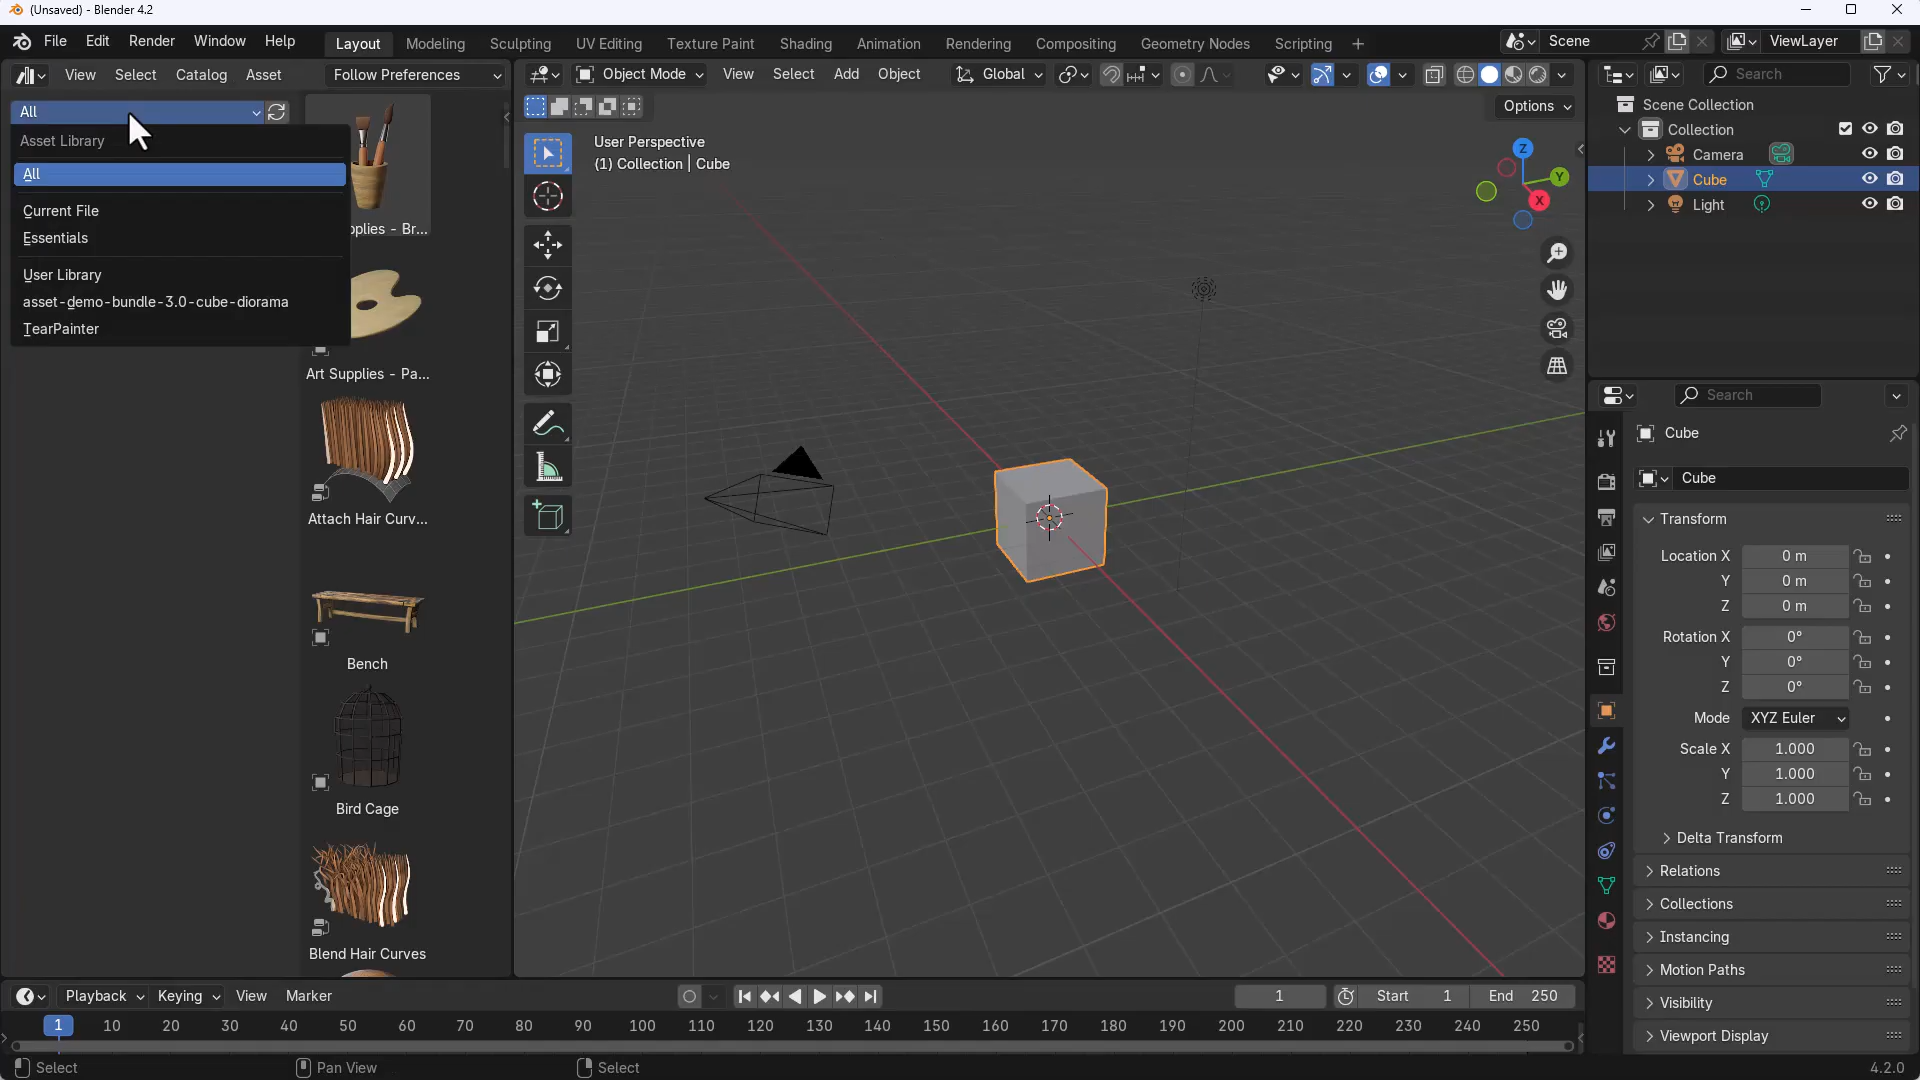 (Unsaved) - Blender 4.2
File Edit Render Window Help
Layout Modeling Sculpting UV Editing Texture Paint Shading Animation Rendering Compositing Geometry Nodes Scripting +
Scene
ViewLayer
View Select Catalog Asset Follow Preferences
Object Mode View Select Add Object Global
Search
All
Options
Asset Library
All
Current File
Essentials
User Library
asset-demo-bundle-3.0-cube-diorama
TearPainter
pplies - Br...
Art Supplies - Pa...
Attach Hair Curv...
Bench
Bird Cage
Blend Hair Curves
User Perspective
(1) Collection | Cube
Z
Y
X
Scene Collection
Collection
Camera
Cube
Light
Search
Cube
Cube
Transform
Location X 0 m
Y 0 m
Z 0 m
Rotation X 0°
Y 0°
Z 0°
Mode XYZ Euler
Scale X 1.000
Y 1.000
Z 1.000
Delta Transform
Relations
Collections
Instancing
Motion Paths
Visibility
Viewport Display
Playback Keying View Marker
1
Start 1
End 250
1 10 20 30 40 50 60 70 80 90 100 110 120 130 140 150 160 170 180 190 200 210 220 230 240 250
Select
Pan View
Select
4.2.0